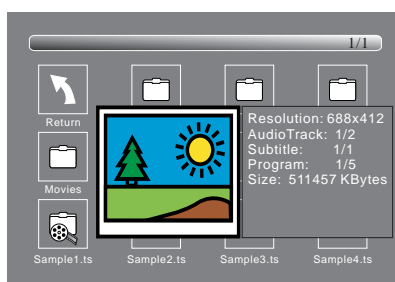 1/1
Return
Resolution: 688x412
AudioTrack: 1/2
Subtitle: 1/1
Program: 1/5
Size: 511457 KBytes
Movies
Sample1.ts Sample2.ts Sample3.ts Sample4.ts